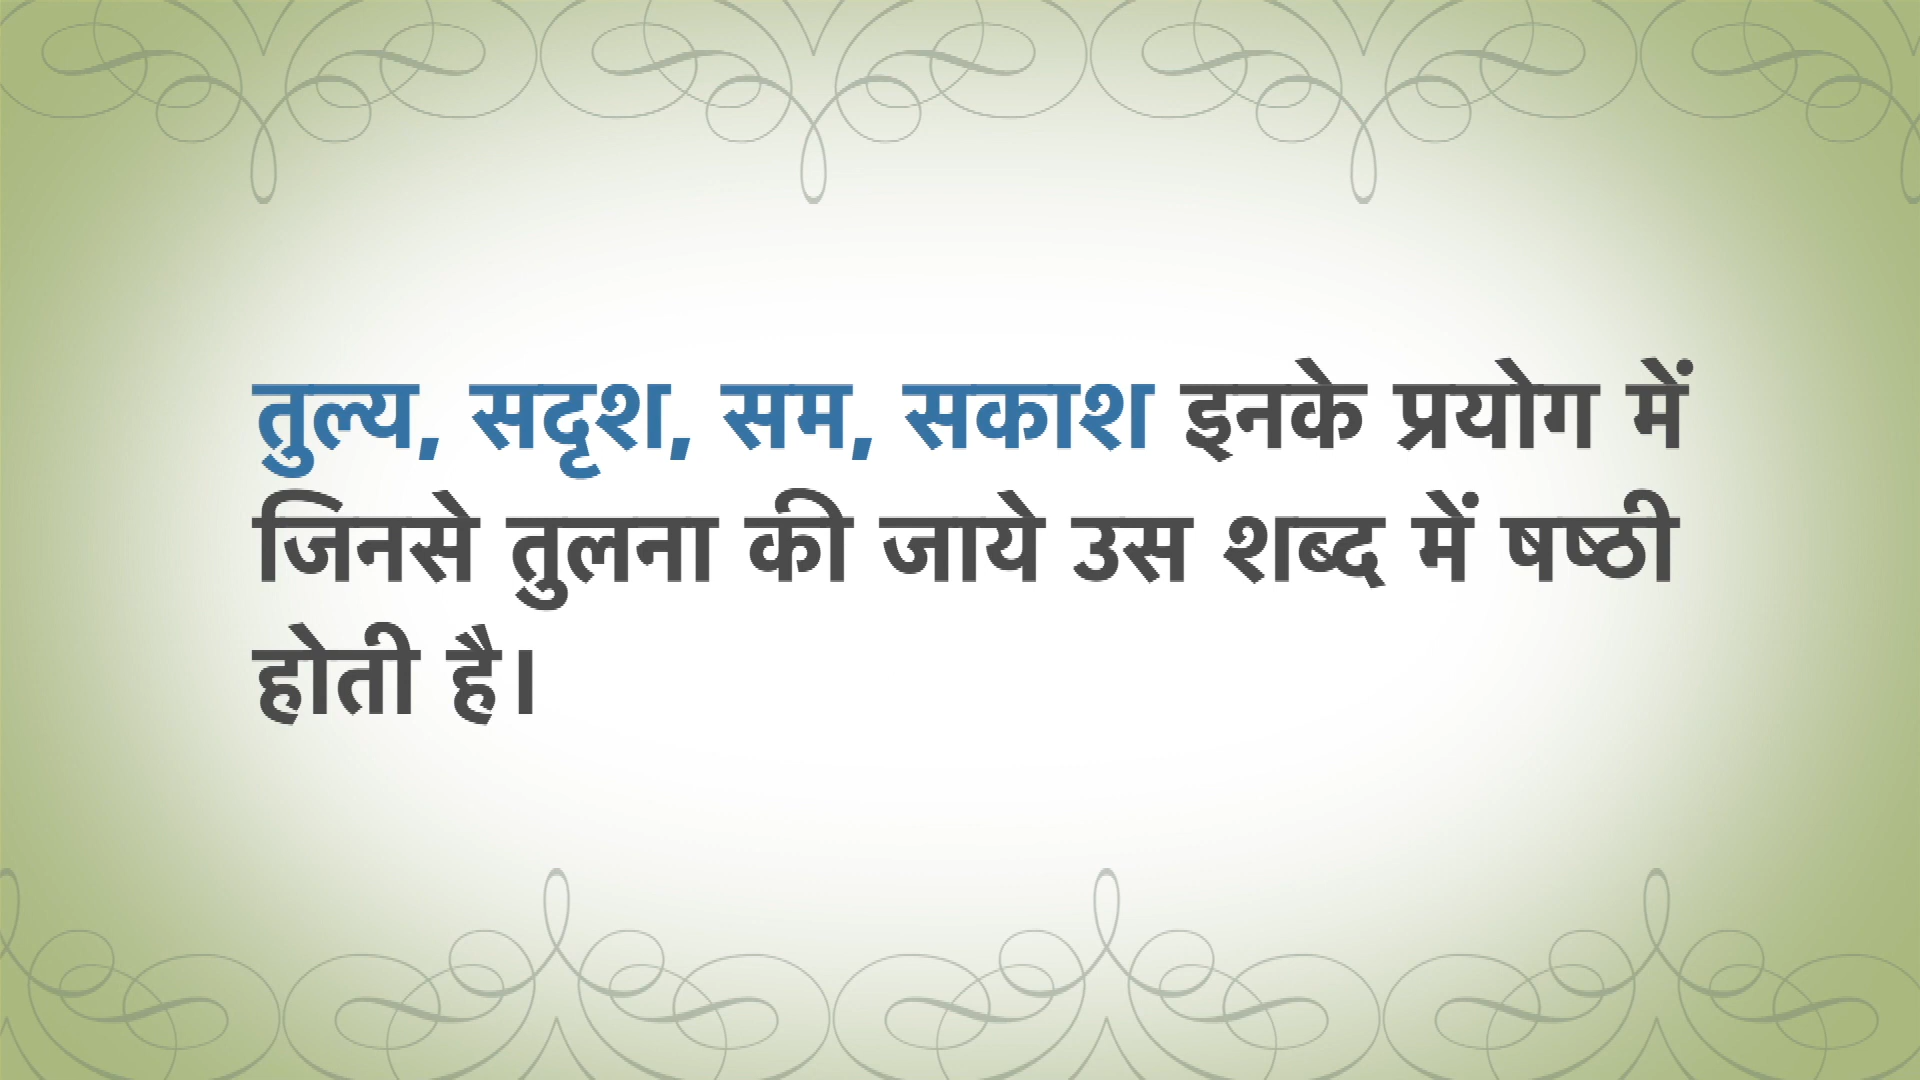 तुल्य, सदृश, सम, सकाश इनके प्रयोग में
जिनसे तुलना की जाये उस शब्द में षष्ठी
होती है।